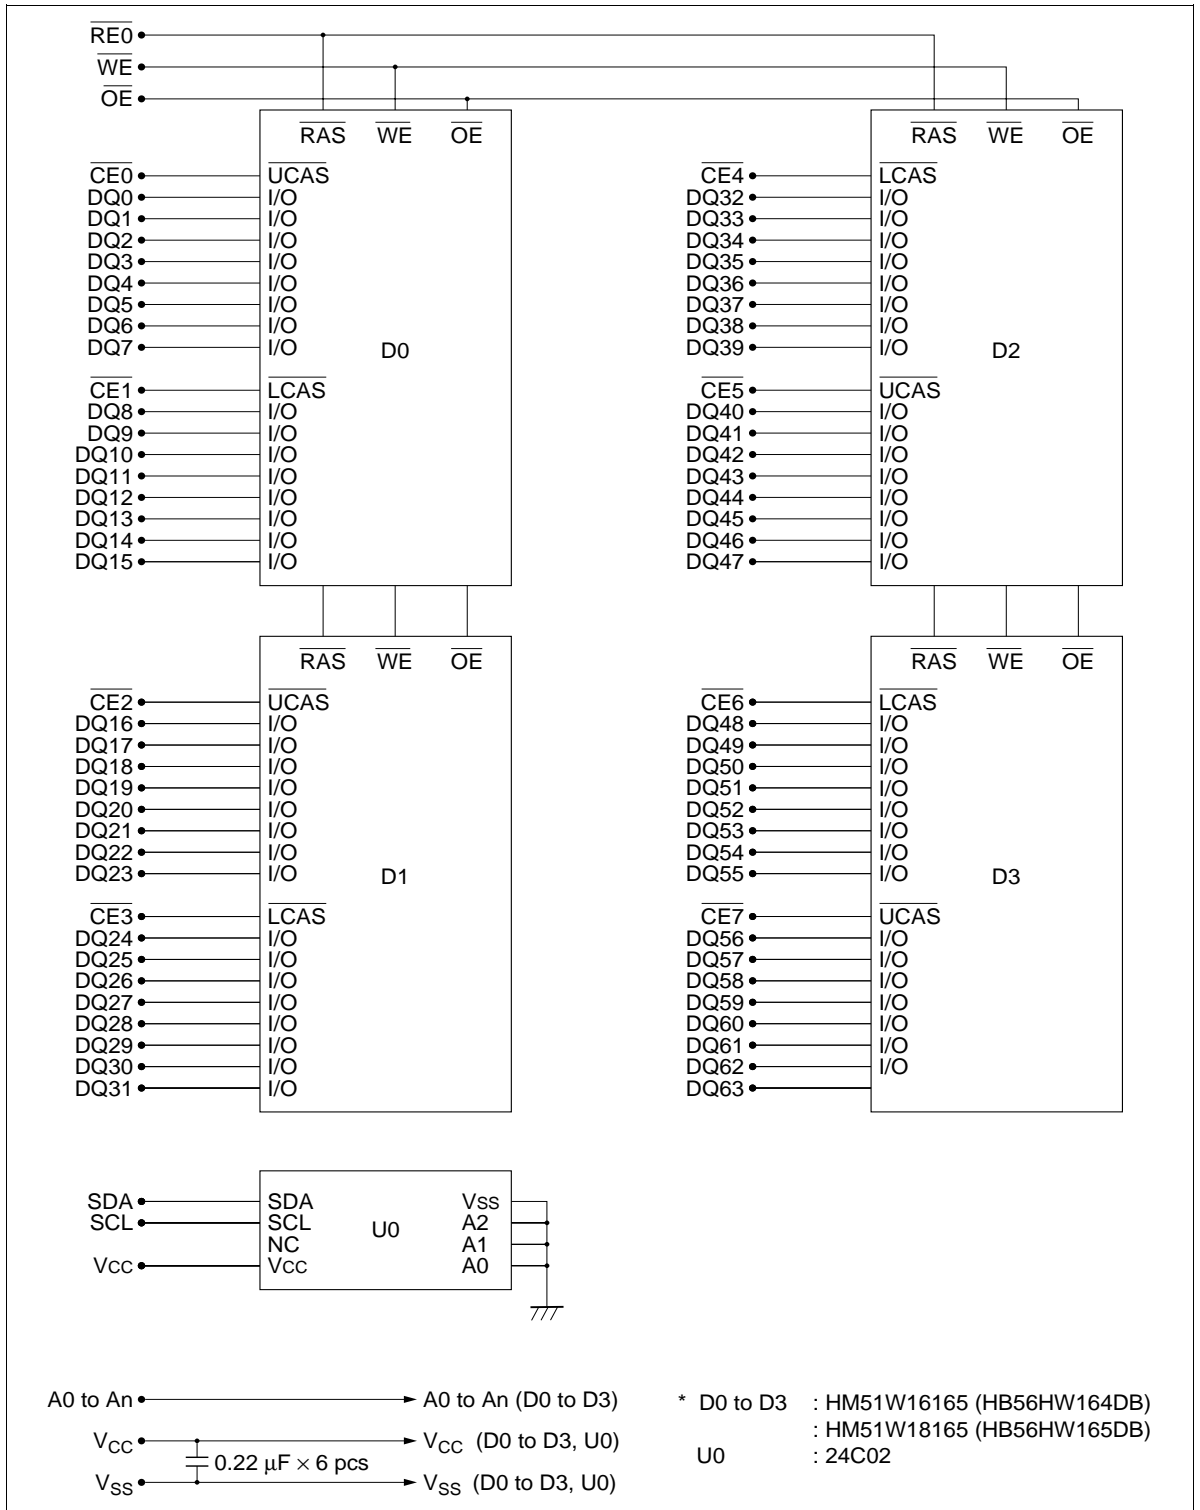 RE0
WE
OE
RAS WE OE
CE0 UCAS
DQ0 I/O
DQ1 I/O
DQ2 I/O
DQ3 I/O
DQ4 I/O
DQ5 I/O
DQ6 I/O
DQ7 I/O
D0
CE1 LCAS
DQ8 I/O
DQ9 I/O
DQ10 I/O
DQ11 I/O
DQ12 I/O
DQ13 I/O
DQ14 I/O
DQ15 I/O
RAS WE OE
CE4 LCAS
DQ32 I/O
DQ33 I/O
DQ34 I/O
DQ35 I/O
DQ36 I/O
DQ37 I/O
DQ38 I/O
DQ39 I/O
D2
CE5 UCAS
DQ40 I/O
DQ41 I/O
DQ42 I/O
DQ43 I/O
DQ44 I/O
DQ45 I/O
DQ46 I/O
DQ47 I/O
RAS WE OE
CE2 UCAS
DQ16 I/O
DQ17 I/O
DQ18 I/O
DQ19 I/O
DQ20 I/O
DQ21 I/O
DQ22 I/O
DQ23 I/O
D1
CE3 LCAS
DQ24 I/O
DQ25 I/O
DQ26 I/O
DQ27 I/O
DQ28 I/O
DQ29 I/O
DQ30 I/O
DQ31 I/O
RAS WE OE
CE6 LCAS
DQ48 I/O
DQ49 I/O
DQ50 I/O
DQ51 I/O
DQ52 I/O
DQ53 I/O
DQ54 I/O
DQ55 I/O
D3
CE7 UCAS
DQ56 I/O
DQ57 I/O
DQ58 I/O
DQ59 I/O
DQ60 I/O
DQ61 I/O
DQ62 I/O
DQ63
SDA SDA Vss
SCL SCL A2
U0
NC A1
Vcc Vcc A0
A0 to An A0 to An (D0 to D3)
VCC VCC (D0 to D3, U0)
0.22 µF × 6 pcs
VSS VSS (D0 to D3, U0)
* D0 to D3 : HM51W16165 (HB56HW164DB)
: HM51W18165 (HB56HW165DB)
U0 : 24C02